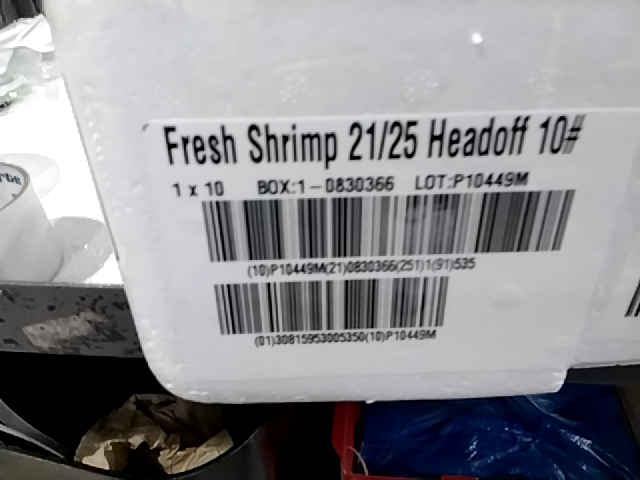 Fresh Shrimp 21/25 Headoff 10#
1 x 10 BOX:1-0830366 LOT:P10449M
(10)P10449M(21)0830366(251)1(91)535
(01)30815953005350(10)P10449M